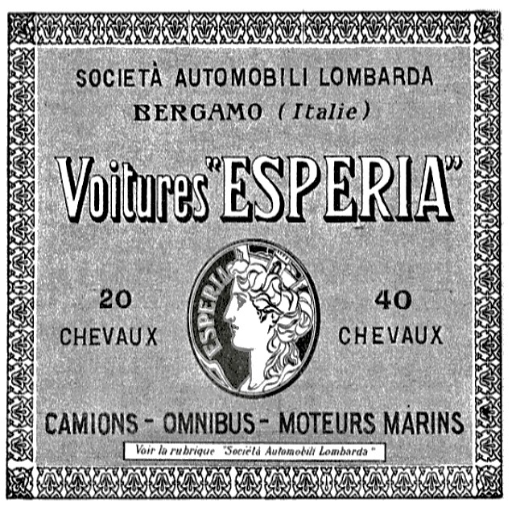 SOCIETÀ AUTOMOBILI LOMBARDA
BERGAMO (Italie)
Voitures "ESPERIA"
ESPERIA
20
CHEVAUX
40
CHEVAUX
CAMIONS - OMNIBUS - MOTEURS MARINS
Voir la rubrique "Società Automobili Lombarda"